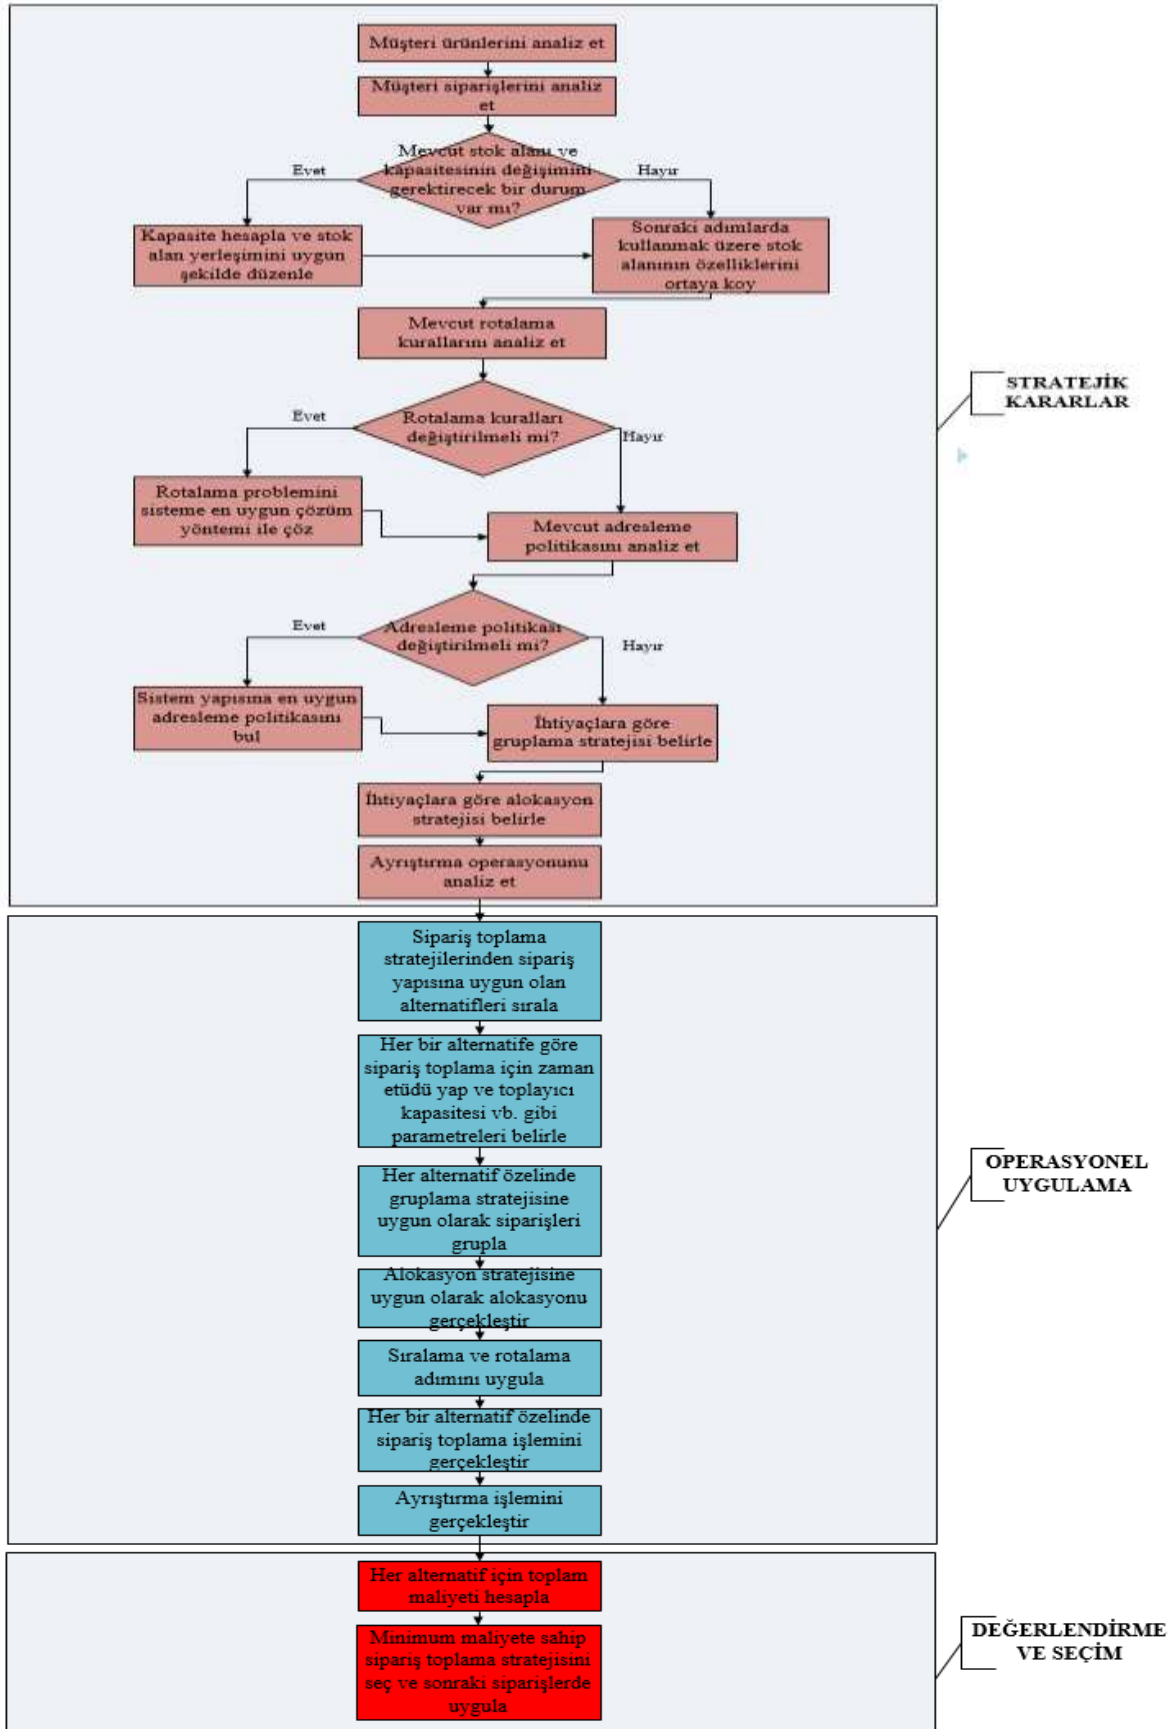 Müşteri ürünlerini analiz et
Müşteri siparişlerini analiz
et
Mevcut stok alanı ve
kapasitesinin değişimini
gerektirecek bir durum
var mı?
Evet
Hayır
Kapasite hesapla ve stok
alan yerleşimini uygun
şekilde düzenle
Sonraki adımlarda
kullanmak üzere stok
alanının özelliklerini
ortaya koy
Mevcut rotalama
kurallarını analiz et
Rotalama kuralları
değiştirilmeli mi?
Evet
Hayır
Rotalama problemini
sisteme en uygun çözüm
yöntemi ile çöz
Mevcut adresleme
politikasını analiz et
Adresleme politikası
değiştirilmeli mi?
Evet
Hayır
Sistem yapısına en uygun
adresleme politikasını
bul
İhtiyaçlara göre
gruplama stratejisi belirle
İhtiyaçlara göre alokasyon
stratejisi belirle
Ayrıştırma operasyonunu
analiz et
STRATEJİK
KARARLAR
Sipariş toplama
stratejilerinden sipariş
yapısına uygun olan
alternatifleri sırala
Her bir alternatife göre
sipariş toplama için zaman
etüdü yap ve toplayıcı
kapasitesi vb. gibi
parametreleri belirle
Her alternatif özelinde
gruplama stratejisine
uygun olarak siparişleri
grupla
Alokasyon stratejisine
uygun olarak alokasyonu
gerçekleştir
Sıralama ve rotalama
adımını uygula
Her bir alternatif özelinde
sipariş toplama işlemini
gerçekleştir
Ayrıştırma işlemini
gerçekleştir
OPERASYONEL
UYGULAMA
Her alternatif için toplam
maliyeti hesapla
Minimum maliyete sahip
sipariş toplama stratejisini
seç ve sonraki siparişlerde
uygula
DEĞERLENDİRME
VE SEÇİM